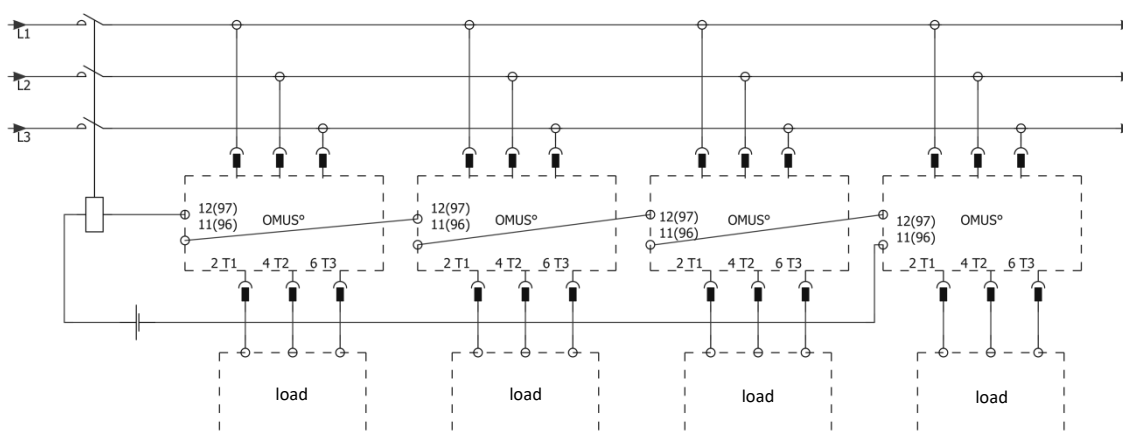 L1
L2
L3
12(97)
11(96)
OMUS°
2 T1 4 T2 6 T3
load
12(97)
11(96)
OMUS°
2 T1 4 T2 6 T3
load
12(97)
11(96)
OMUS°
2 T1 4 T2 6 T3
load
12(97)
11(96)
OMUS°
2 T1 4 T2 6 T3
load